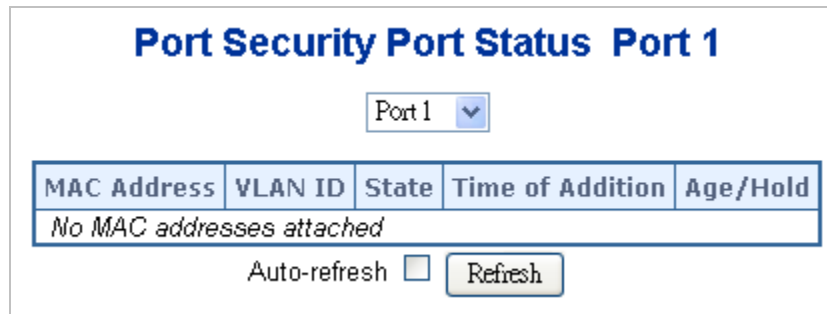 Port Security Port Status Port 1
Port 1
MAC Address VLAN ID State Time of Addition Age/Hold
No MAC addresses attached
Auto-refresh Refresh